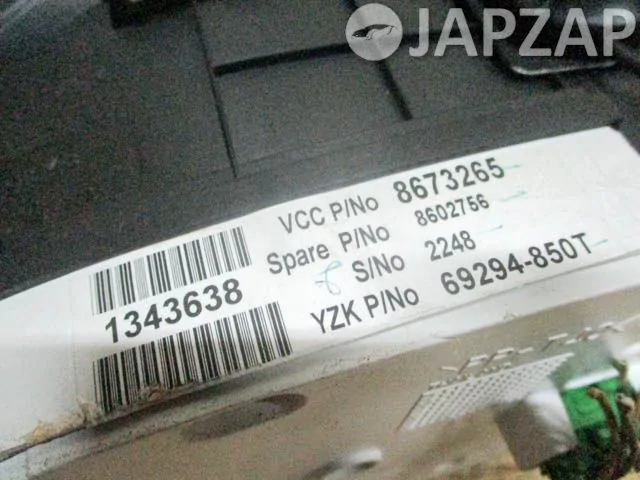 JAPZAP
VCC P/No 8673265
Spare P/No 8602756
S/No 2248
YZK P/No 69294-850T
1343638